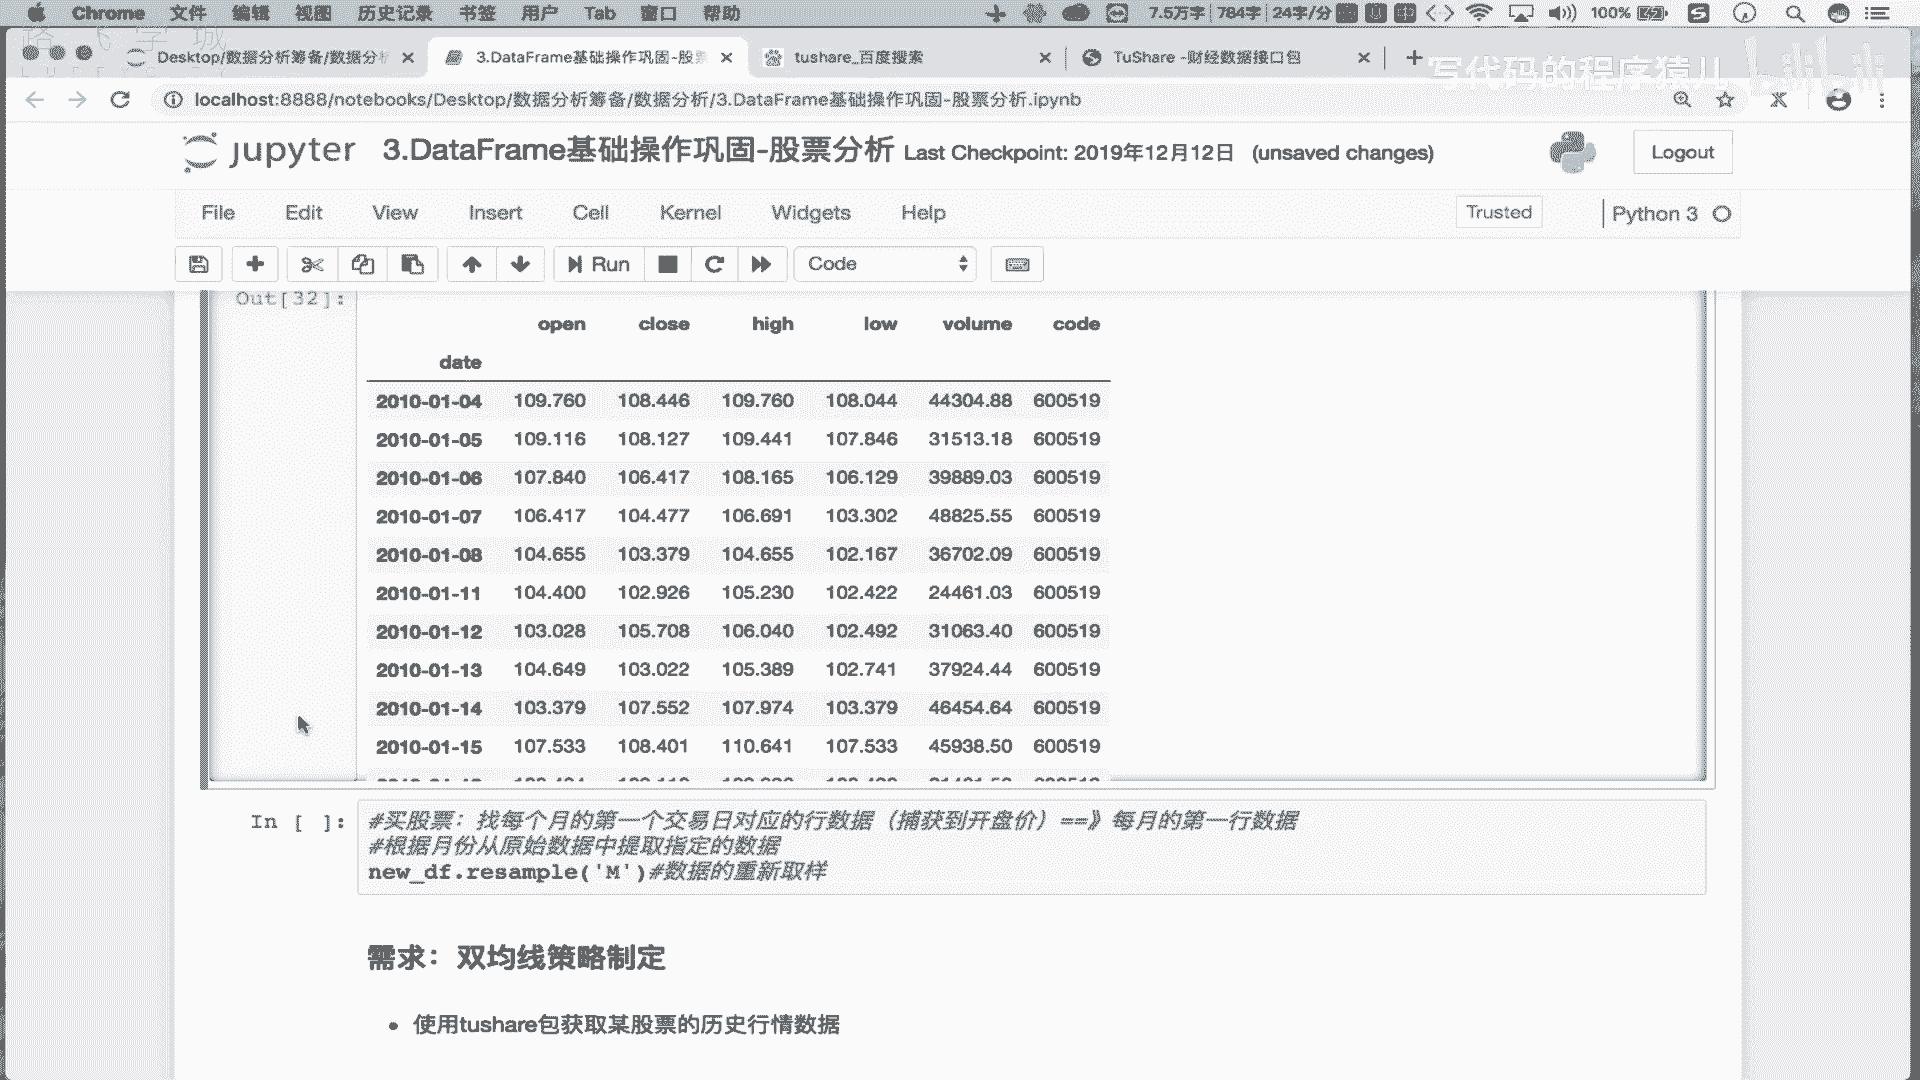 Chrome 文件 编辑 视图 历史记录 书签 用户 Tab 窗口 帮助 7.5万字 784字 24字/分 100%
Desktop/数据分析筹备/数据分析 3.DataFrame基础操作巩固-股票 tushare_百度搜索 TuShare -财经数据接口包
写代码的程序猿儿 bilibili
localhost:8888/notebooks/Desktop/数据分析筹备/数据分析/3.DataFrame基础操作巩固-股票分析.ipynb
jupyter 3.DataFrame基础操作巩固-股票分析 Last Checkpoint: 2019年12月12日 (unsaved changes) Logout
File Edit View Insert Cell Kernel Widgets Help Trusted Python 3
Run Code
Out[32]:
open close high low volume code
date
2010-01-04 109.760 108.446 109.760 108.044 44304.88 600519
2010-01-05 109.116 108.127 109.441 107.846 31513.18 600519
2010-01-06 107.840 106.417 108.165 106.129 39889.03 600519
2010-01-07 106.417 104.477 106.691 103.302 48825.55 600519
2010-01-08 104.655 103.379 104.655 102.167 36702.09 600519
2010-01-11 104.400 102.926 105.230 102.422 24461.03 600519
2010-01-12 103.028 105.708 106.040 102.492 31063.40 600519
2010-01-13 104.649 103.022 105.389 102.741 37924.44 600519
2010-01-14 103.379 107.552 107.974 103.379 46454.64 600519
2010-01-15 107.533 108.401 110.641 107.533 45938.50 600519
In [ ]: #买股票：找每个月的第一个交易日对应的行数据（捕获到开盘价）==》每月的第一行数据
#根据月份从原始数据中提取指定的数据
new_df.resample('M')#数据的重新取样
需求：双均线策略制定
• 使用tushare包获取某股票的历史行情数据